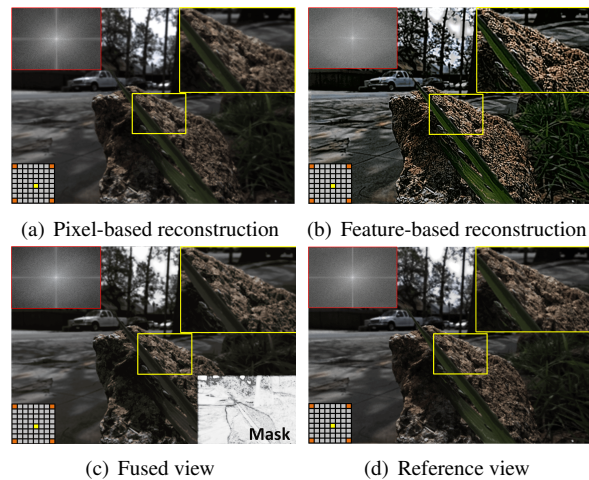 (a) Pixel-based reconstruction
(b) Feature-based reconstruction
Mask
(c) Fused view
(d) Reference view